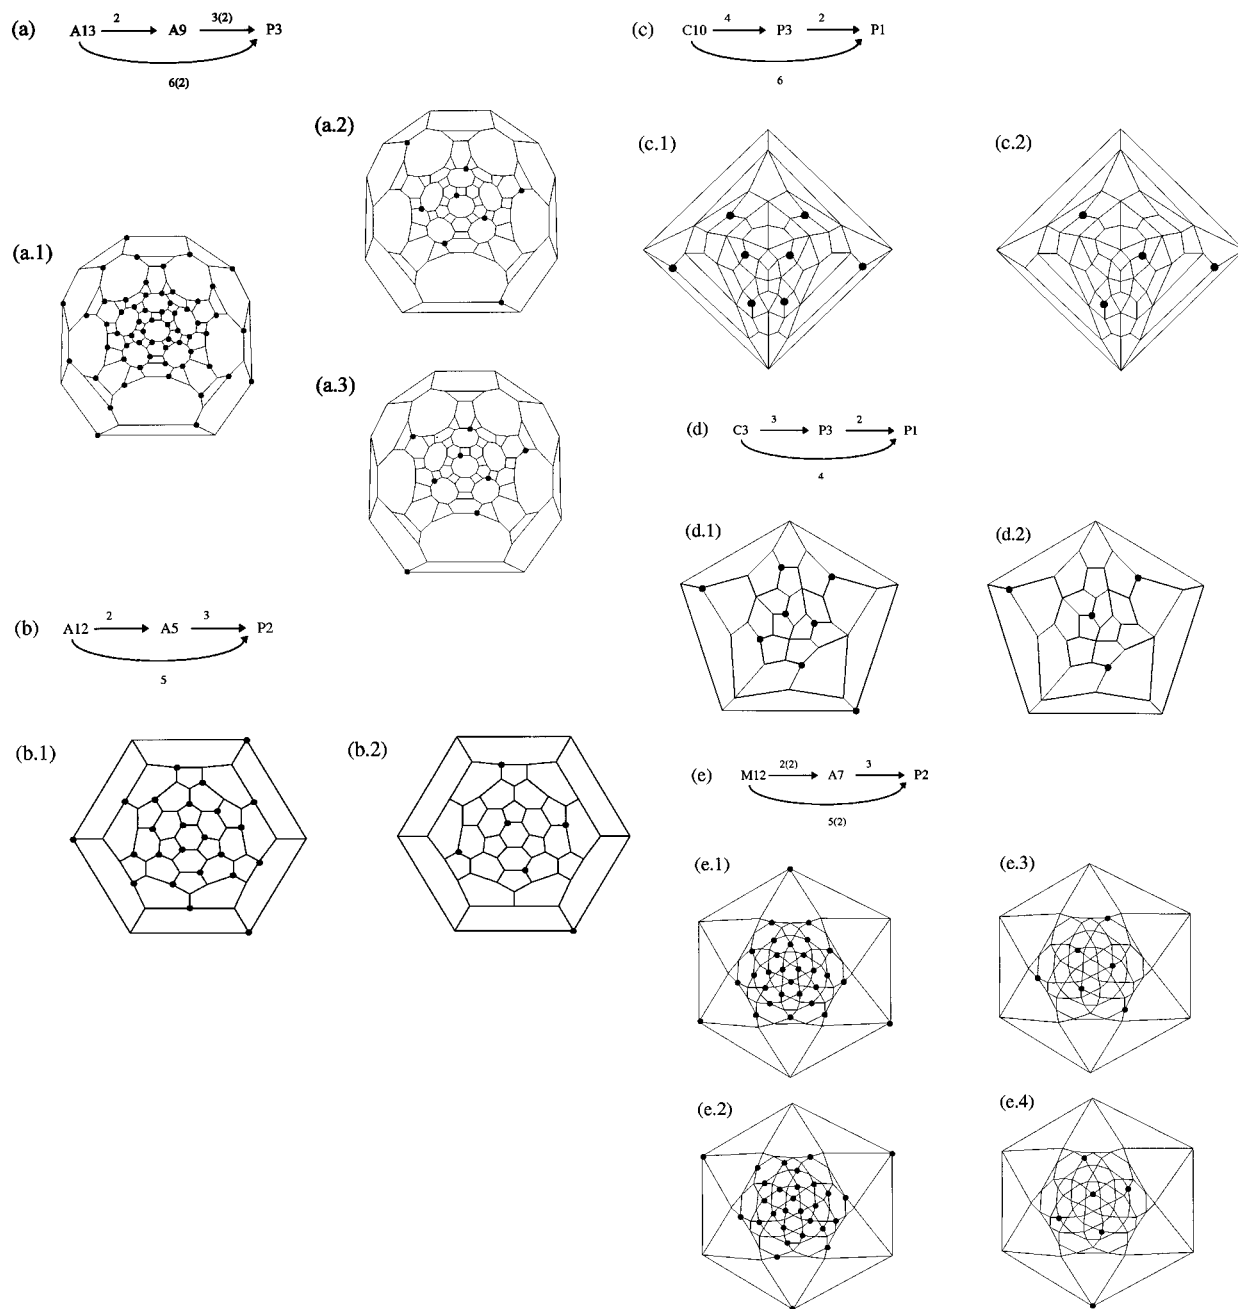 (a) A13 2 A9 3(2) P3
6(2)
(a.1)
(a.2)
(a.3)
(b) A12 2 A5 3 P2
5
(b.1)
(b.2)
(c) C10 4 P3 2 P1
6
(c.1)
(c.2)
(d) C3 3 P3 2 P1
4
(d.1)
(d.2)
(e) M12 2(2) A7 3 P2
5(2)
(e.1)
(e.3)
(e.2)
(e.4)